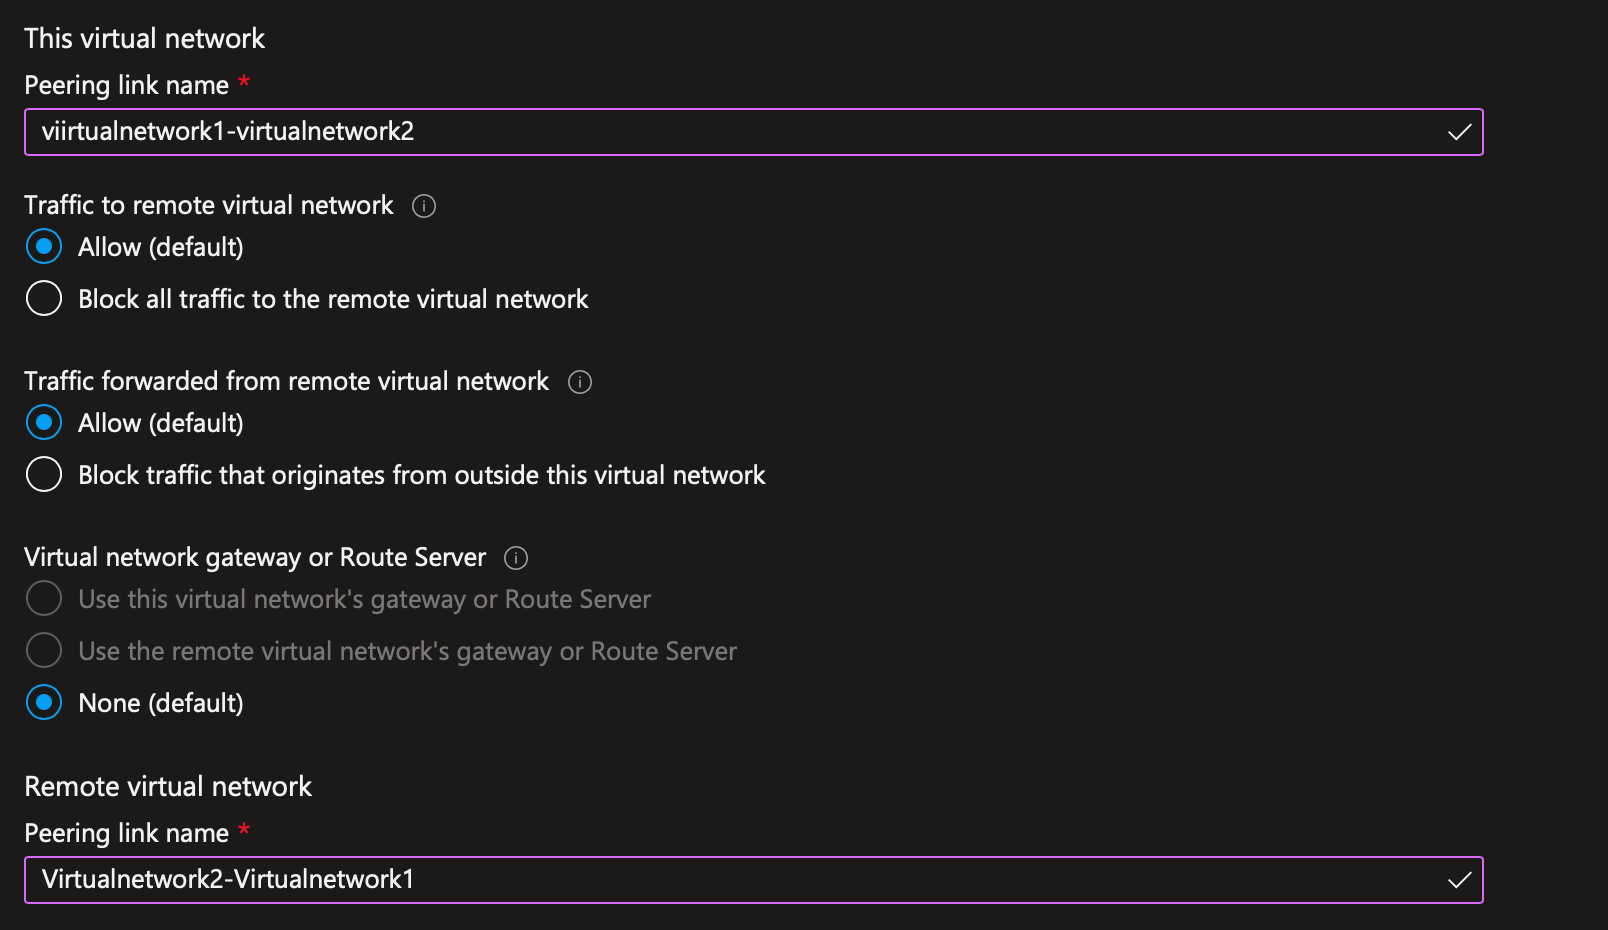 This virtual network
Peering link name *
viirtualnetwork1-virtualnetwork2
Traffic to remote virtual network
Allow (default)
Block all traffic to the remote virtual network
Traffic forwarded from remote virtual network
Allow (default)
Block traffic that originates from outside this virtual network
Virtual network gateway or Route Server
Use this virtual network's gateway or Route Server
Use the remote virtual network's gateway or Route Server
None (default)
Remote virtual network
Peering link name *
Virtualnetwork2-Virtualnetwork1